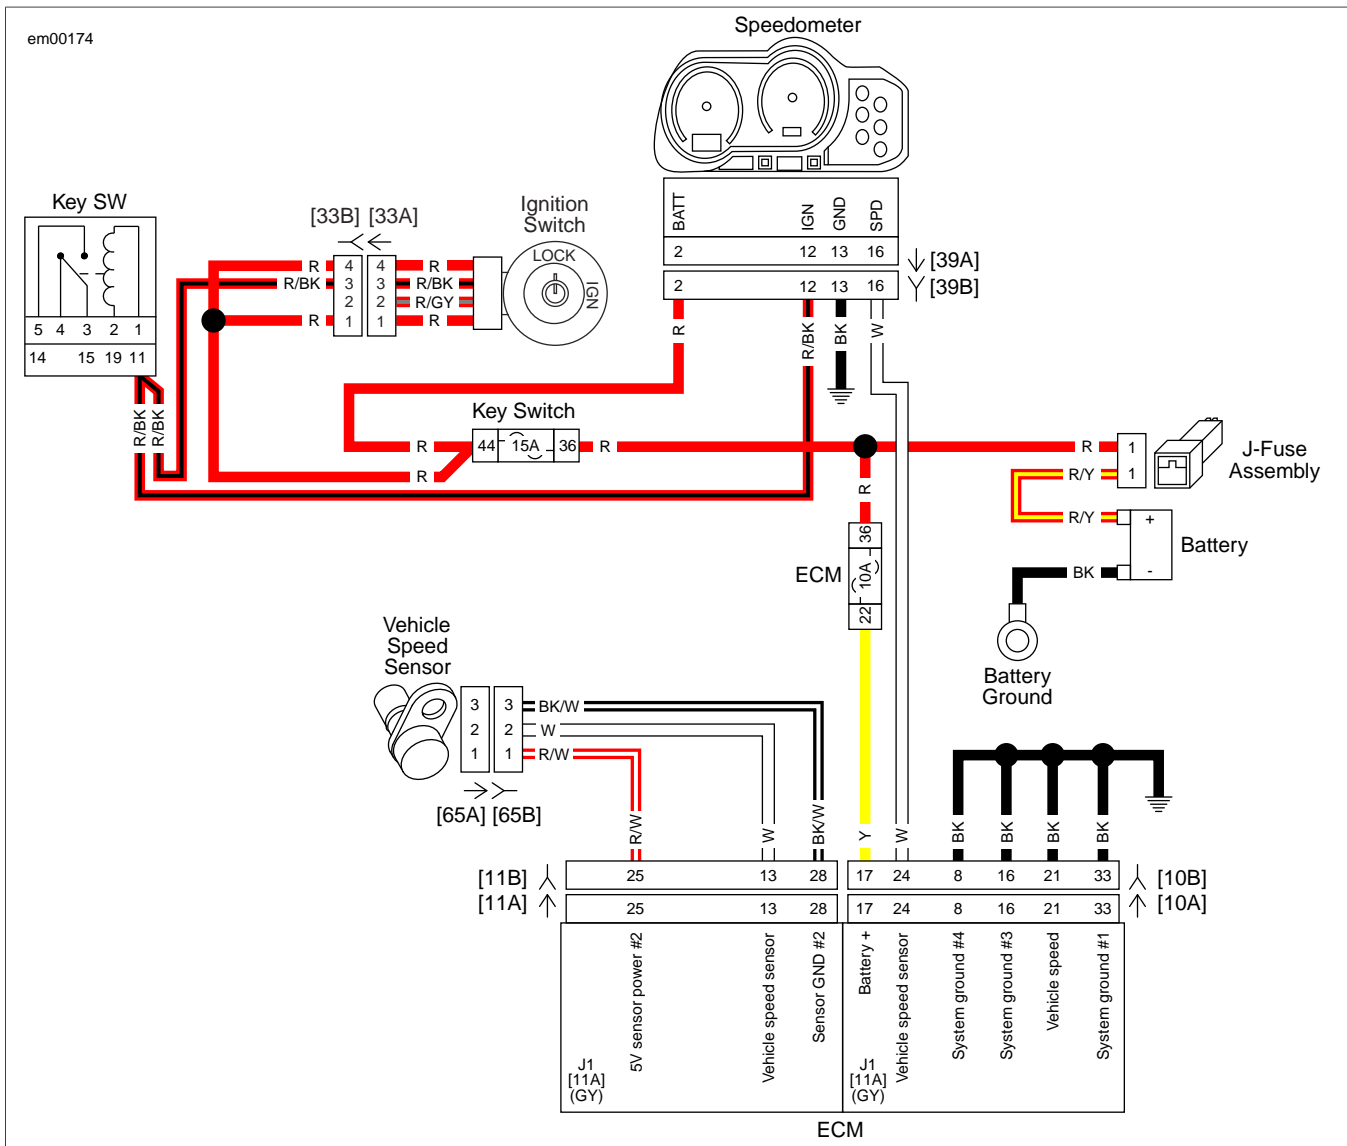 em00174
Speedometer
BATT
IGN
GND
SPD
2 12 13 16
[39A]
2 12 13 16
[39B]
R
R/BK
BK
W
Key SW
5 4 3 2 1
14 15 19 11
R/BK
R/BK
[33B] [33A]
R 4 4 R
R/BK 3 3 R/BK
2 2 R/GY
R 1 1 R
Ignition
Switch
LOCK
IGN
Key Switch
R 44 15A 36 R
R
R 1
R/Y 1
J-Fuse
Assembly
R/Y
+
-
Battery
BK
Battery
Ground
R
36
10A
22
ECM
Vehicle
Speed
Sensor
3 3 BK/W
2 2 W
1 1 R/W
[65A] [65B]
R/W
W
BK/W
Y
W
BK
BK
BK
BK
[11B] 25 13 28 17 24 8 16 21 33 [10B]
[11A] 25 13 28 17 24 8 16 21 33 [10A]
5V sensor power #2
Vehicle speed sensor
Sensor GND #2
Battery +
Vehicle speed sensor
System ground #4
System ground #3
Vehicle speed
System ground #1
J1
[11A]
(GY)
J1
[11A]
(GY)
ECM